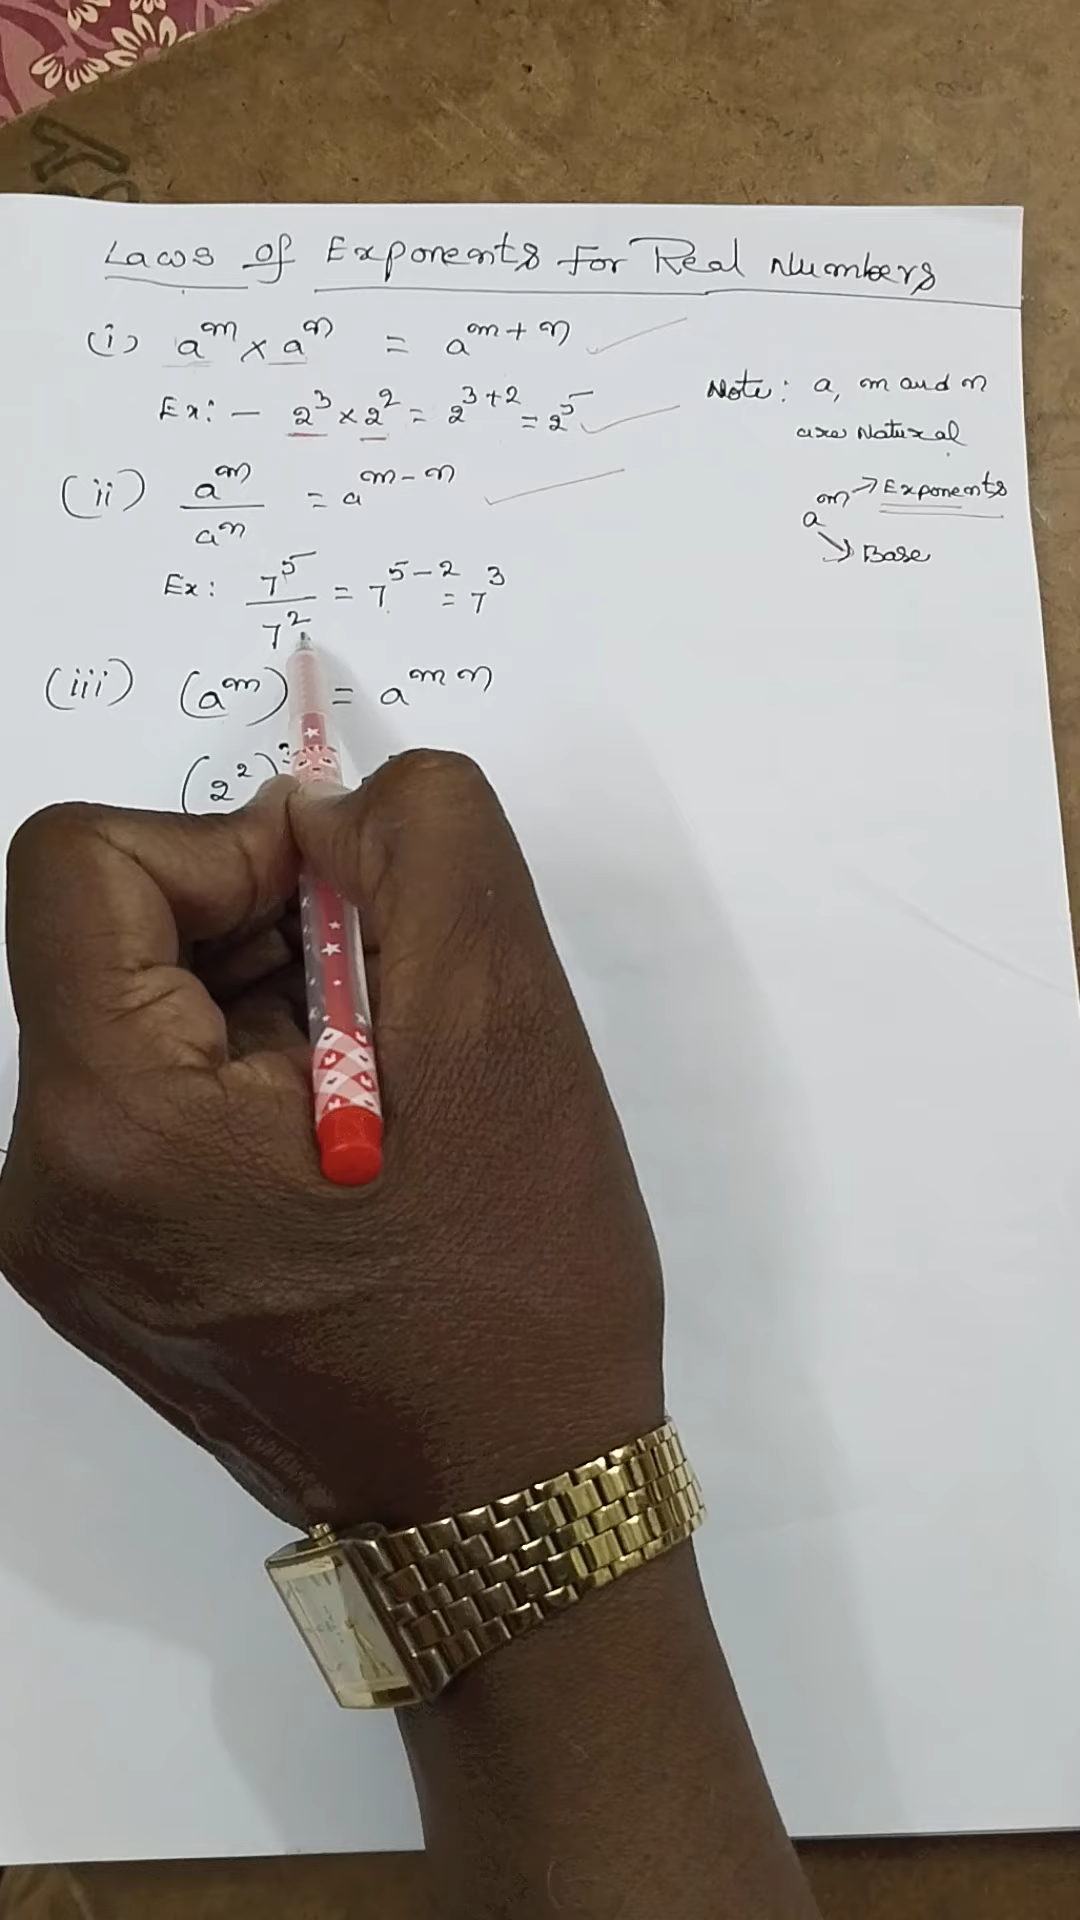 Laws of Exponents For Real Numbers
(i) a^m × a^n = a^(m+n)
Ex:- 2^3 × 2^2 = 2^(3+2) = 2^5
(ii) a^m / a^n = a^(m-n)
Ex: 7^5 / 7^2 = 7^(5-2) = 7^3
(iii) (a^m) = a^(mn)
(2^2)^3
Note: a, m and n
are Natural
a^m → Exponents
↘ Base